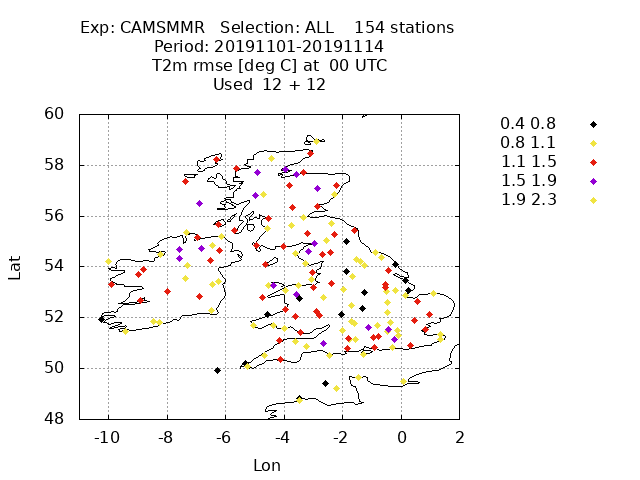 Exp: CAMSMMR   Selection: ALL    154 stations
Period: 20191101-20191114
T2m rmse [deg C] at  00 UTC
Used  12 + 12
0.4 0.8
0.8 1.1
1.1 1.5
1.5 1.9
1.9 2.3
60
58
56
54
52
50
48
Lat
-10 -8 -6 -4 -2 0 2
Lon